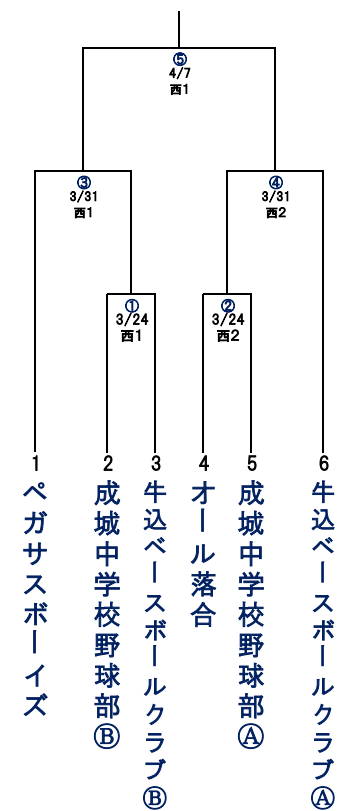 ⑤
4/7
西1
③
3/31
西1
④
3/31
西2
①
3/24
西1
②
3/24
西2
1
2
3
4
5
6
ペガサスボーイズ
成城中学校野球部Ⓑ
牛込ベースボールクラブⒷ
オール落合
成城中学校野球部Ⓐ
牛込ベースボールクラブⒶ